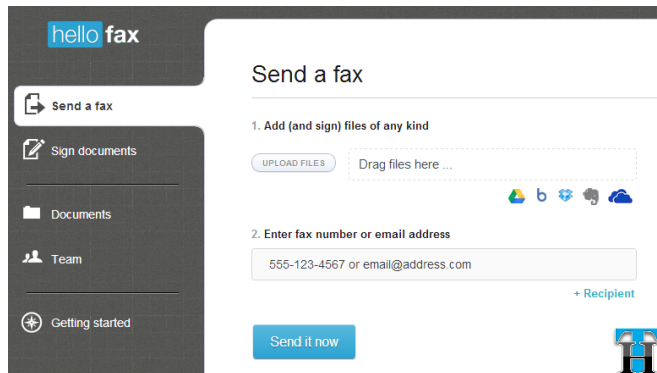 hello fax
Send a fax
Sign documents
Documents
Team
Getting started
Send a fax
1. Add (and sign) files of any kind
UPLOAD FILES
Drag files here ...
b
2. Enter fax number or email address
555-123-4567 or email@address.com
+ Recipient
Send it now
H